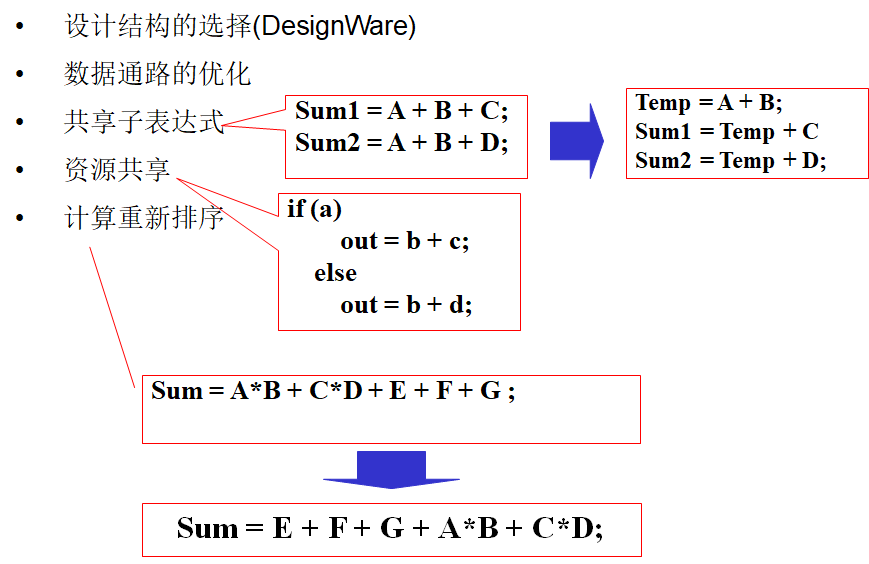 • 设计结构的选择(DesignWare)
• 数据通路的优化
• 共享子表达式
Sum1 = A + B + C;
Sum2 = A + B + D;
Temp = A + B;
Sum1 = Temp + C
Sum2 = Temp + D;
• 资源共享
if (a)
out = b + c;
else
out = b + d;
• 计算重新排序
Sum = A*B + C*D + E + F + G ;
Sum = E + F + G + A*B + C*D;